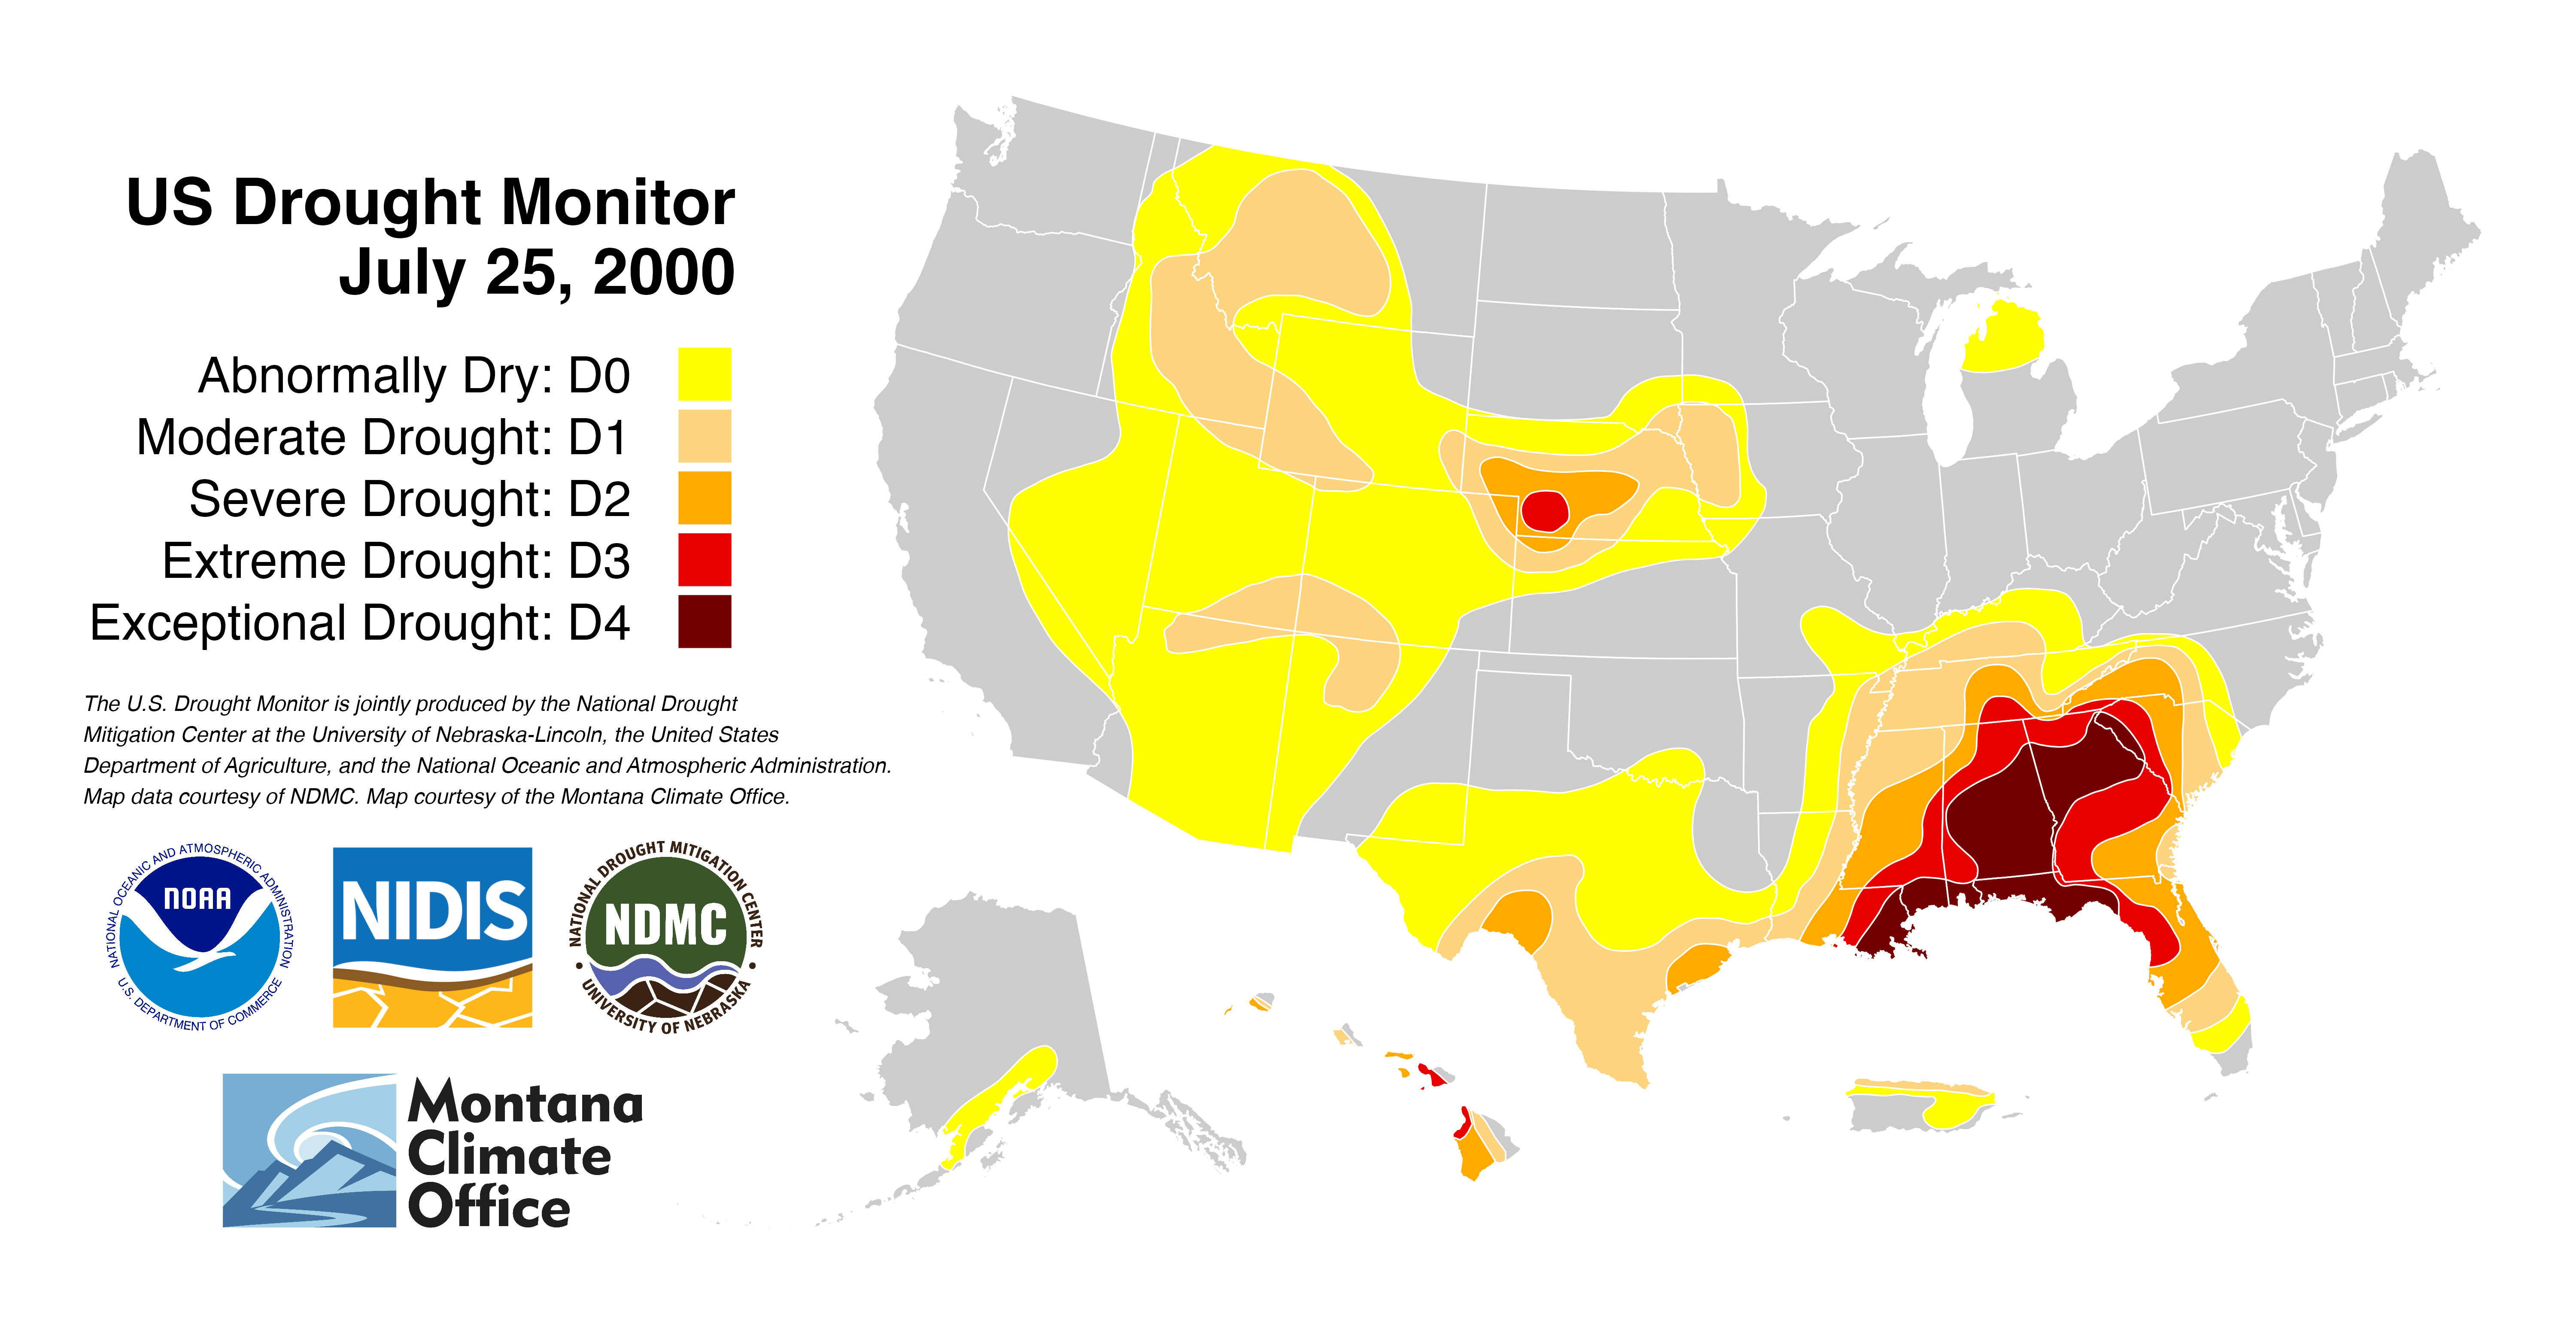 US Drought Monitor
July 25, 2000
Abnormally Dry: D0
Moderate Drought: D1
Severe Drought: D2
Extreme Drought: D3
Exceptional Drought: D4
The U.S. Drought Monitor is jointly produced by the National Drought
Mitigation Center at the University of Nebraska-Lincoln, the United States
Department of Agriculture, and the National Oceanic and Atmospheric Administration.
Map data courtesy of NDMC. Map courtesy of the Montana Climate Office.
NATIONAL OCEANIC AND ATMOSPHERIC ADMINISTRATION
NOAA
U.S. DEPARTMENT OF COMMERCE
NIDIS
NATIONAL DROUGHT MITIGATION CENTER
NDMC
UNIVERSITY OF NEBRASKA
Montana
Climate
Office